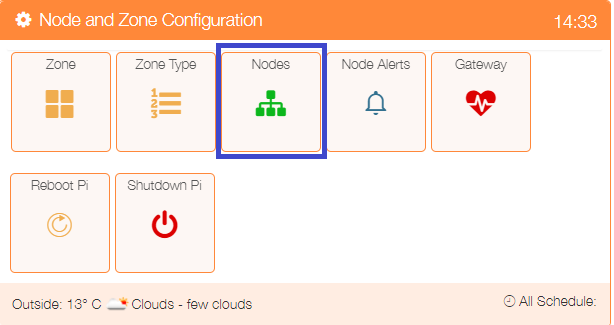 Node and Zone Configuration 14:33
Zone Zone Type Nodes Node Alerts Gateway
1
2
3
Reboot Pi Shutdown Pi
Outside: 13° C Clouds - few clouds All Schedule: